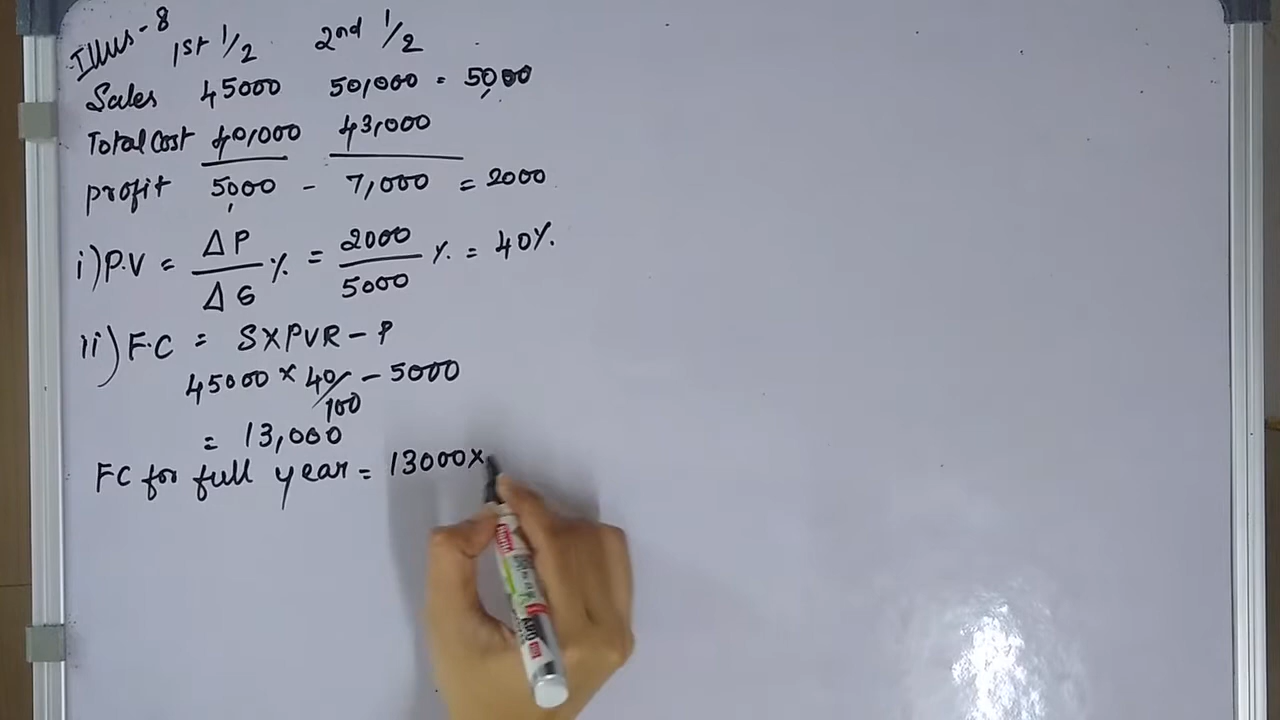 Illus-8
1st 1/2 2nd 1/2
Sales 45000 50,000 = 5000
Total Cost 40,000 43,000
profit 5000 - 7,000 = 2000
i) P.V = ΔP/ΔS % = 2000/5000 % = 40%.
ii) F.C = S×PVR-P
45000 × 40/100 - 5000
= 13,000
FC for full year = 13000×